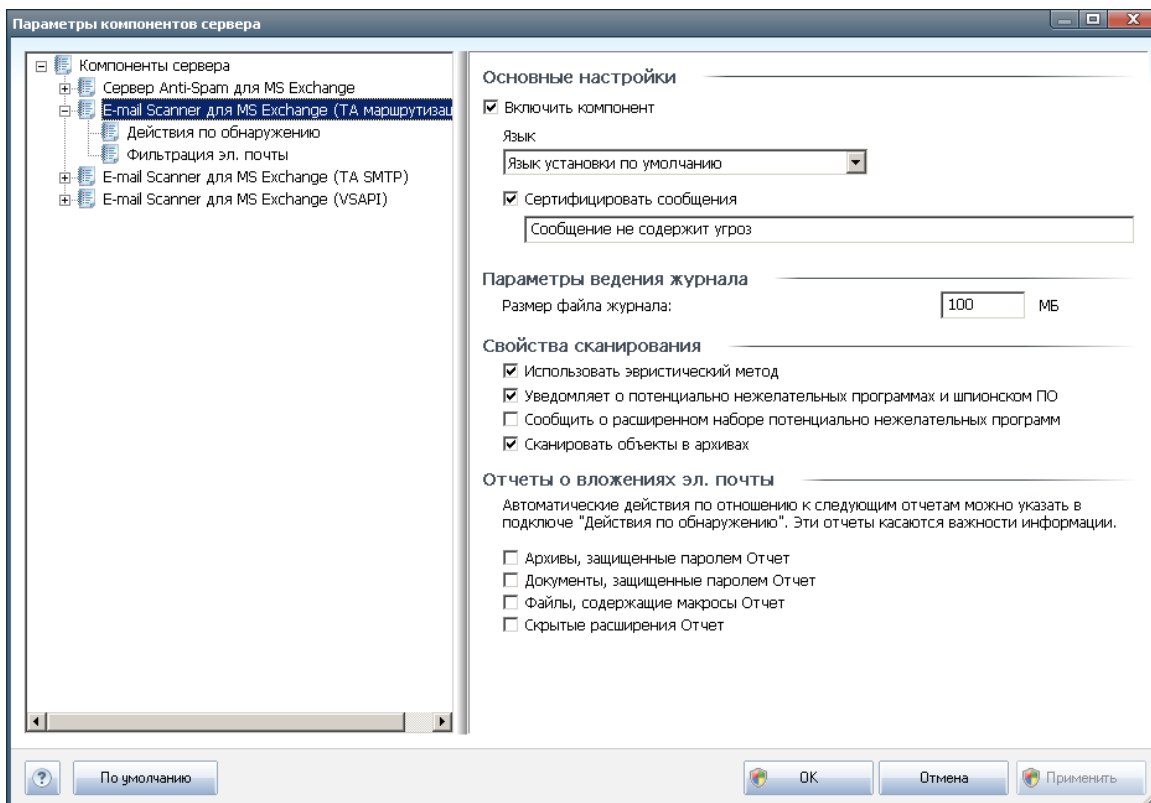 Параметры компонентов сервера
Компоненты сервера
Сервер Anti-Spam для MS Exchange
E-mail Scanner для MS Exchange (TA маршрутизац
Действия по обнаружению
Фильтрация эл. почты
E-mail Scanner для MS Exchange (TA SMTP)
E-mail Scanner для MS Exchange (VSAPI)
Основные настройки
Включить компонент
Язык
Язык установки по умолчанию
Сертифицировать сообщения
Сообщение не содержит угроз
Параметры ведения журнала
Размер файла журнала: 100 МБ
Свойства сканирования
Использовать эвристический метод
Уведомляет о потенциально нежелательных программах и шпионском ПО
Сообщить о расширенном наборе потенциально нежелательных программ
Сканировать объекты в архивах
Отчеты о вложениях эл. почты
Автоматические действия по отношению к следующим отчетам можно указать в
подключе "Действия по обнаружению". Эти отчеты касаются важности информации.
Архивы, защищенные паролем Отчет
Документы, защищенные паролем Отчет
Файлы, содержащие макросы Отчет
Скрытые расширения Отчет
? По умолчанию OK Отмена Применить